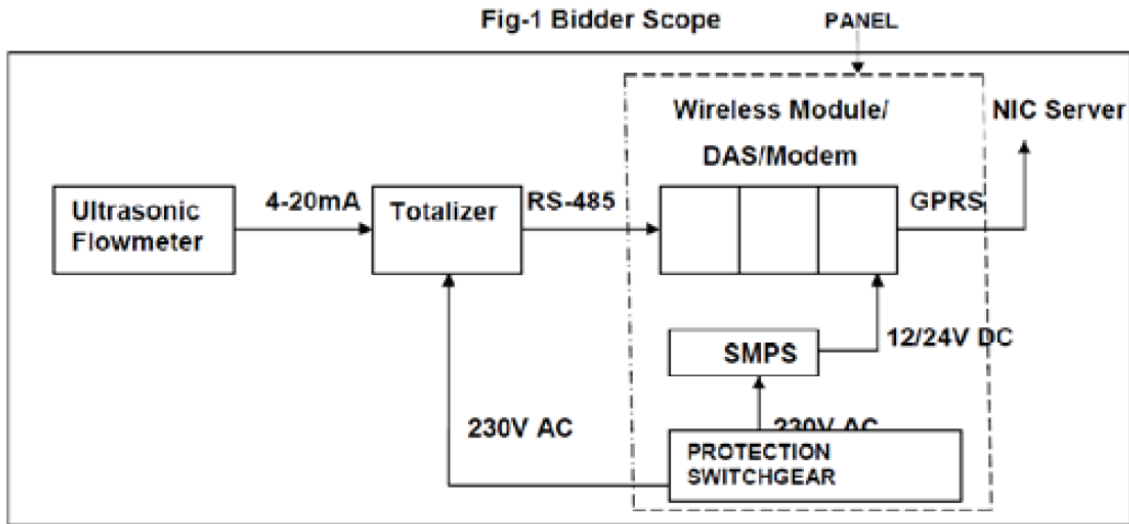 Fig-1 Bidder Scope
PANEL
Wireless Module/
DAS/Modem
NIC Server
Ultrasonic
Flowmeter
4-20mA
Totalizer
RS-485
GPRS
SMPS
12/24V DC
230V AC
230V AC
PROTECTION
SWITCHGEAR